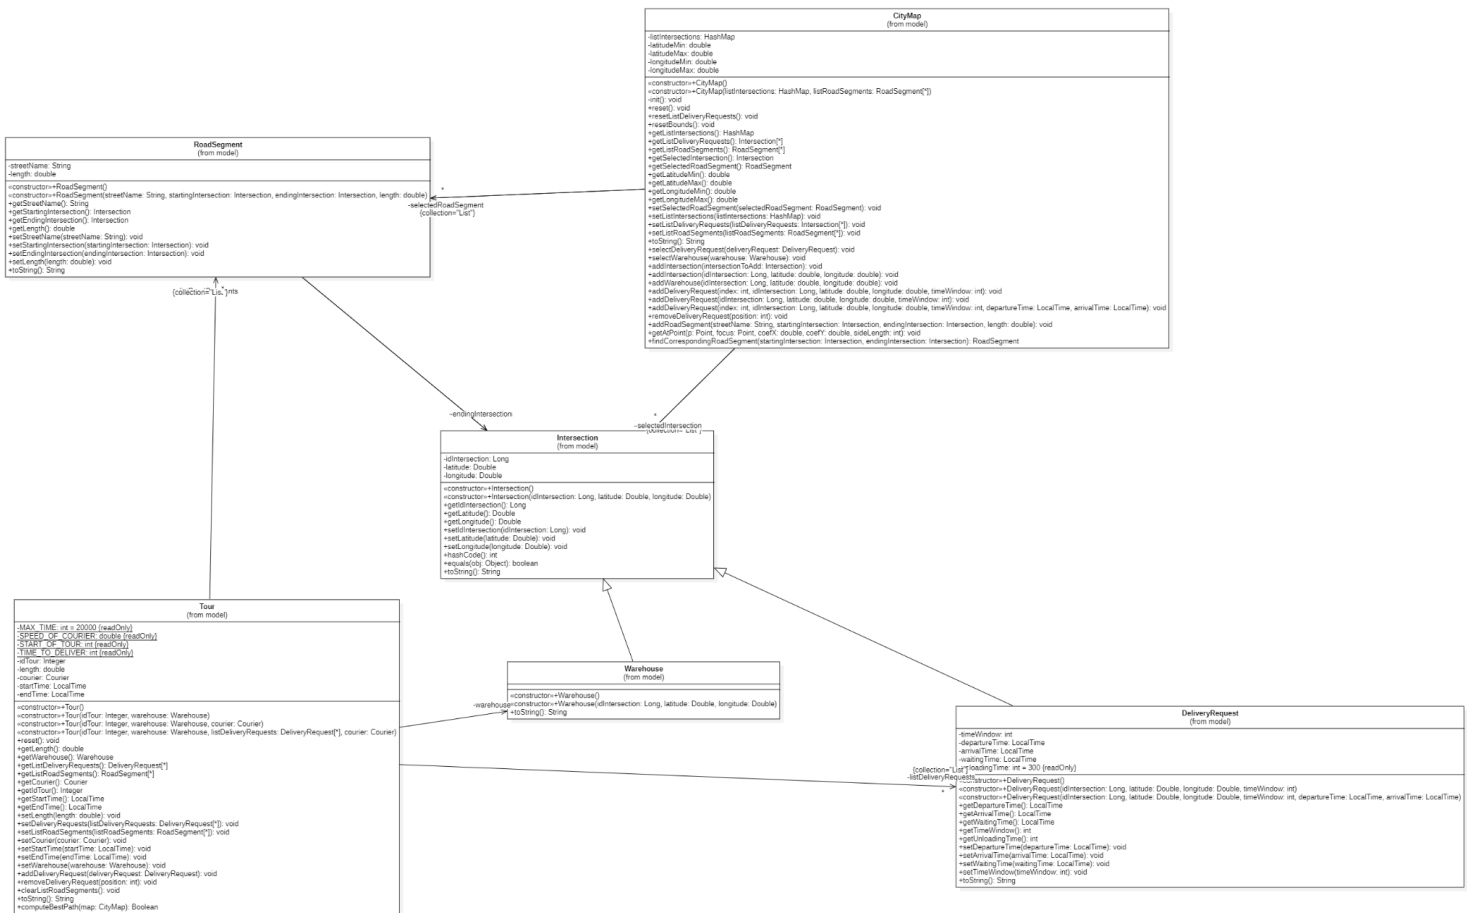 CityMap
(from model)
-listIntersections: HashMap
-latitudeMin: double
-latitudeMax: double
-longitudeMin: double
-longitudeMax: double
«constructor»+CityMap()
«constructor»+CityMap(listIntersections: HashMap, listRoadSegments: RoadSegment[*])
-init(): void
+reset(): void
+resetListDeliveryRequests(): void
+resetBounds(): void
+getListIntersections(): HashMap
+getListDeliveryRequests(): Intersection[*]
+getListRoadSegments(): RoadSegment[*]
+getSelectedIntersection(): Intersection
+getSelectedRoadSegment(): RoadSegment
+getLatitudeMin(): double
+getLatitudeMax(): double
+getLongitudeMin(): double
+getLongitudeMax(): double
+setSelectedRoadSegment(selectedRoadSegment: RoadSegment): void
+setListIntersections(listIntersections: HashMap): void
+setListDeliveryRequests(listDeliveryRequests: Intersection[*]): void
+setListRoadSegments(listRoadSegments: RoadSegment[*]): void
+toString(): String
+selectDeliveryRequest(deliveryRequest: DeliveryRequest): void
+selectWarehouse(warehouse: Warehouse): void
+addIntersection(intersectionToAdd: Intersection): void
+addIntersection(idIntersection: Long, latitude: double, longitude: double): void
+addWarehouse(idIntersection: Long, latitude: double, longitude: double): void
+addDeliveryRequest(index: int, idIntersection: Long, latitude: double, longitude: double, timeWindow: int): void
+addDeliveryRequest(idIntersection: Long, latitude: double, longitude: double, timeWindow: int): void
+addDeliveryRequest(index: int, idIntersection: Long, latitude: double, longitude: double, timeWindow: int, departureTime: LocalTime, arrivalTime: LocalTime): void
+removeDeliveryRequest(position: int): void
+addRoadSegment(streetName: String, startingIntersection: Intersection, endingIntersection: Intersection, length: double): void
+getAtPoint(p: Point, focus: Point, coefX: double, coefY: double, sideLength: int): void
+findCorrespondingRoadSegment(startingIntersection: Intersection, endingIntersection: Intersection): RoadSegment
RoadSegment
(from model)
-streetName: String
-length: double
«constructor»+RoadSegment()
«constructor»+RoadSegment(streetName: String, startingIntersection: Intersection, endingIntersection: Intersection, length: double)
+getStreetName(): String
+getStartingIntersection(): Intersection
+getEndingIntersection(): Intersection
+getLength(): double
+setStreetName(streetName: String): void
+setStartingIntersection(startingIntersection: Intersection): void
+setEndingIntersection(endingIntersection: Intersection): void
+setLength(length: double): void
+toString(): String
*
-selectedRoadSegment
{collection="List"}
-endingIntersection
*
-selectedIntersection
Intersection
(from model)
-idIntersection: Long
-latitude: Double
-longitude: Double
«constructor»+Intersection()
«constructor»+Intersection(idIntersection: Long, latitude: Double, longitude: Double)
+getIdIntersection(): Long
+getLatitude(): Double
+getLongitude(): Double
+setIdIntersection(idIntersection: Long): void
+setLatitude(latitude: Double): void
+setLongitude(longitude: Double): void
+hashCode(): int
+equals(obj: Object): boolean
+toString(): String
Tour
(from model)
-MAX_TIME: int = 20000 {readOnly}
-SPEED_OF_COURIER: double {readOnly}
-START_OF_TOUR: int {readOnly}
-TIME_TO_DELIVER: int {readOnly}
-idTour: Integer
-length: double
-courier: Courier
-startTime: LocalTime
-endTime: LocalTime
«constructor»+Tour()
«constructor»+Tour(idTour: Integer, warehouse: Warehouse)
«constructor»+Tour(idTour: Integer, warehouse: Warehouse, courier: Courier)
«constructor»+Tour(idTour: Integer, warehouse: Warehouse, listDeliveryRequests: DeliveryRequest[*], courier: Courier)
+reset(): void
+getLength(): double
+getWarehouse(): Warehouse
+getListDeliveryRequests(): DeliveryRequest[*]
+getListRoadSegments(): RoadSegment[*]
+getCourier(): Courier
+getIdTour(): Integer
+getStartTime(): LocalTime
+getEndTime(): LocalTime
+setLength(length: double): void
+setDeliveryRequests(listDeliveryRequests: DeliveryRequest[*]): void
+setListRoadSegments(listRoadSegments: RoadSegment[*]): void
+setCourier(courier: Courier): void
+setStartTime(startTime: LocalTime): void
+setEndTime(endTime: LocalTime): void
+setWarehouse(warehouse: Warehouse): void
+addDeliveryRequest(deliveryRequest: DeliveryRequest): void
+removeDeliveryRequest(position: int): void
+clearListRoadSegments(): void
+toString(): String
+computeBestPath(map: CityMap): Boolean
-warehouse
Warehouse
(from model)
«constructor»+Warehouse()
«constructor»+Warehouse(idIntersection: Long, latitude: Double, longitude: Double)
+toString(): String
{collection="List"}
-listDeliveryRequests
*
DeliveryRequest
(from model)
-timeWindow: int
-departureTime: LocalTime
-arrivalTime: LocalTime
-waitingTime: LocalTime
int = 300 {readOnly}
«constructor»+DeliveryRequest()
«constructor»+DeliveryRequest(idIntersection: Long, latitude: Double, longitude: Double, timeWindow: int)
«constructor»+DeliveryRequest(idIntersection: Long, latitude: Double, longitude: Double, timeWindow: int, departureTime: LocalTime, arrivalTime: LocalTime)
+getDepartureTime(): LocalTime
+getArrivalTime(): LocalTime
+getWaitingTime(): LocalTime
+getTimeWindow(): int
+getUnloadingTime(): int
+setDepartureTime(departureTime: LocalTime): void
+setArrivalTime(arrivalTime: LocalTime): void
+setWaitingTime(waitingTime: LocalTime): void
+setTimeWindow(timeWindow: int): void
+toString(): String